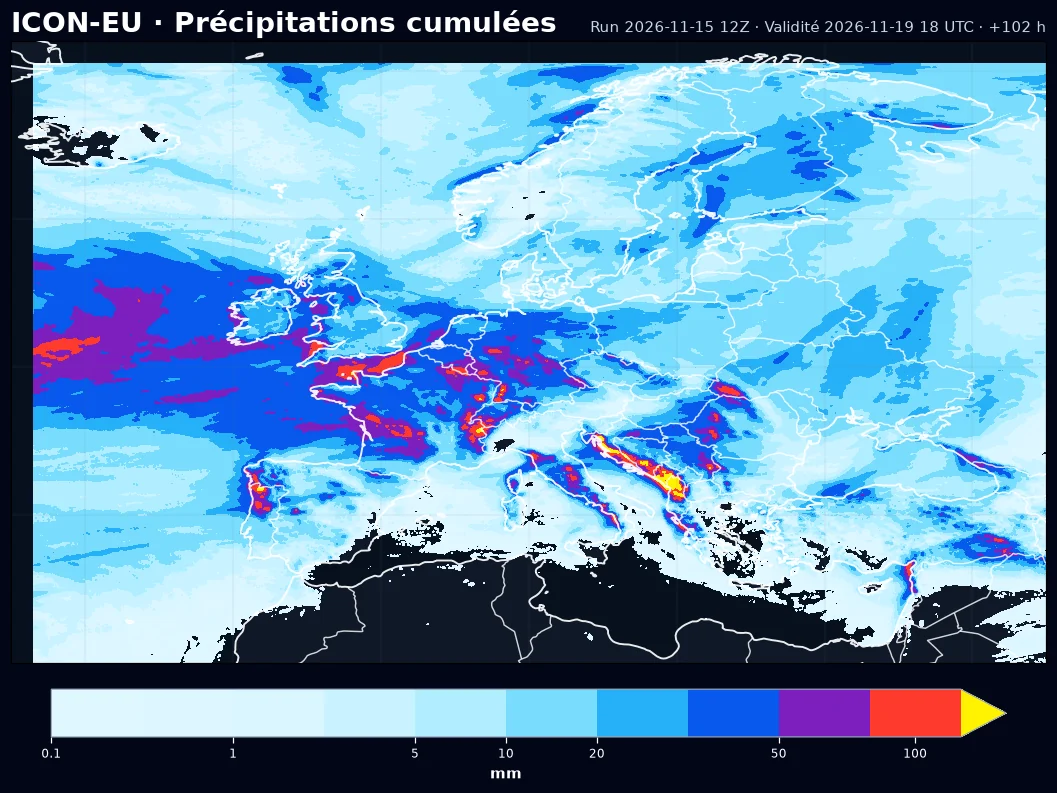 ICON-EU · Précipitations cumulées
Run 2026-11-15 12Z · Validité 2026-11-19 18 UTC · +102 h
0.1 1 5 10 20 50 100
mm